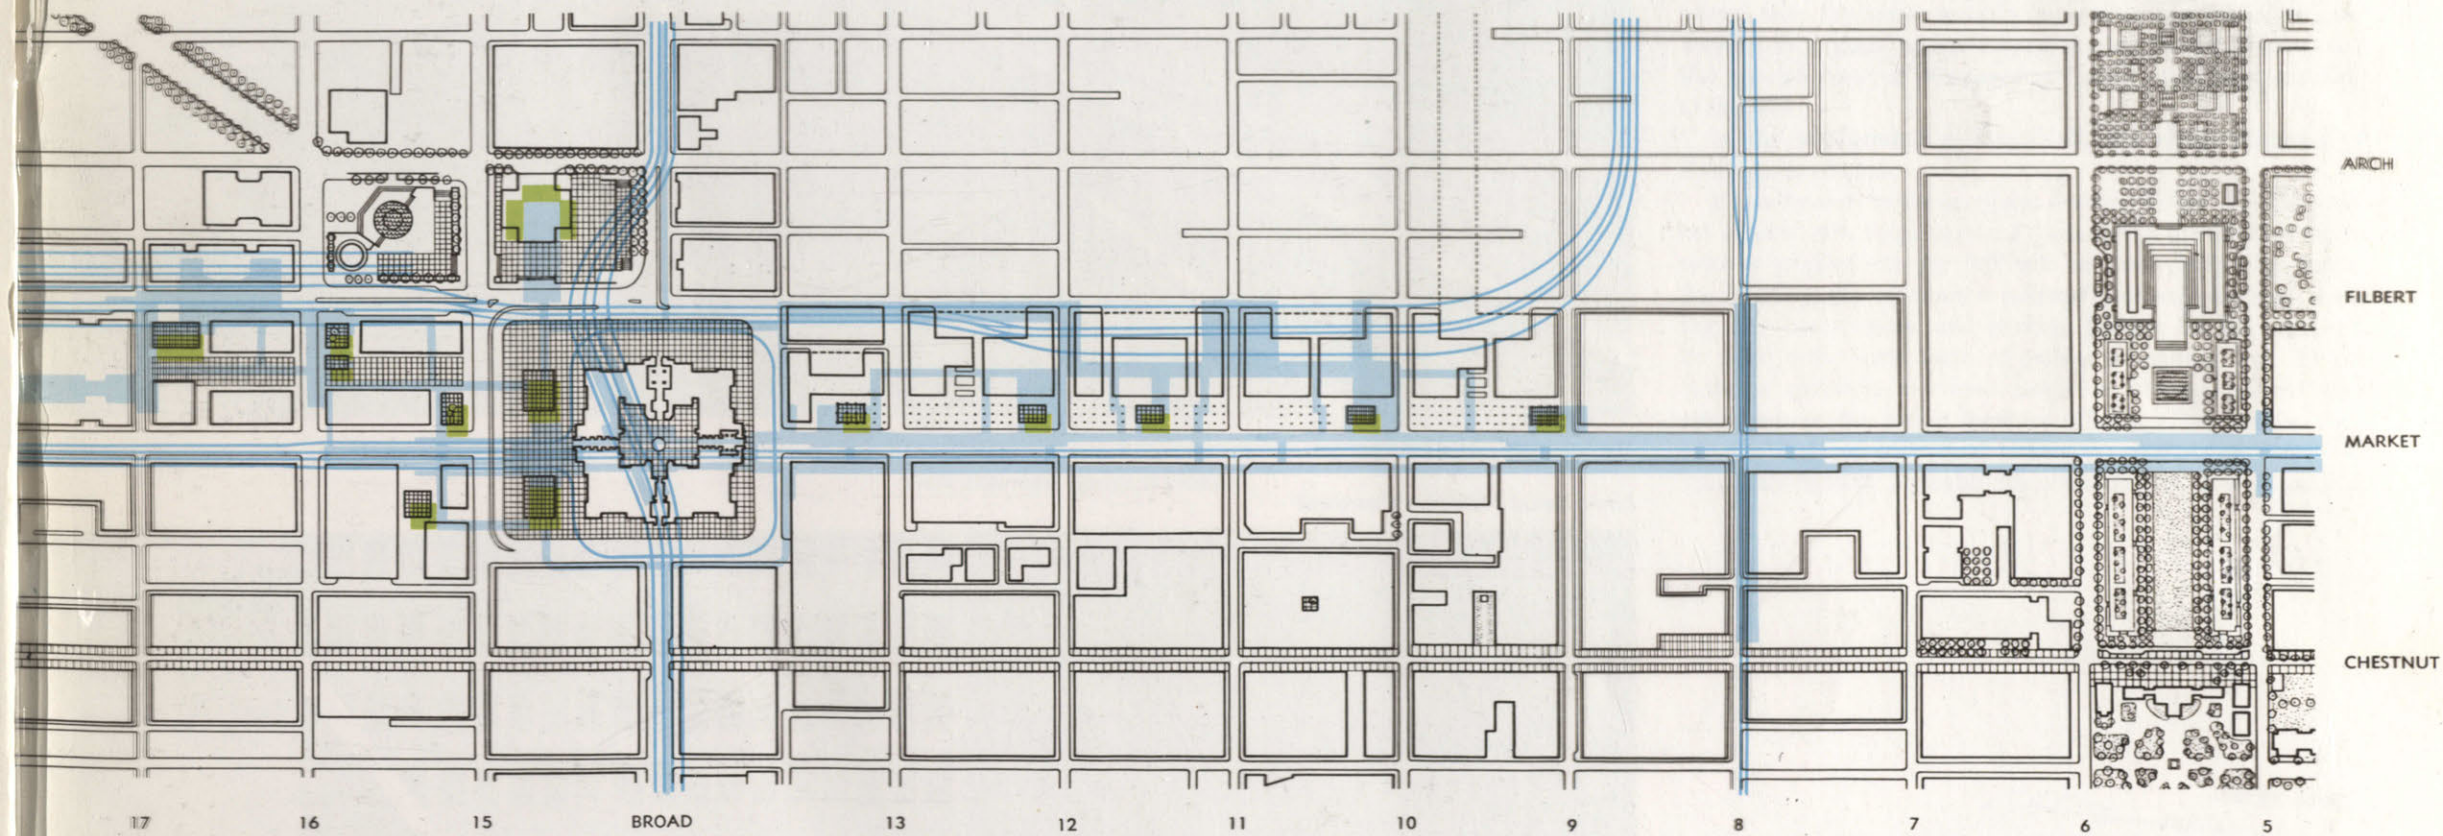 ARCH
FILBERT
MARKET
CHESTNUT
17 16 15 BROAD 13 12 11 10 9 8 7 6 5